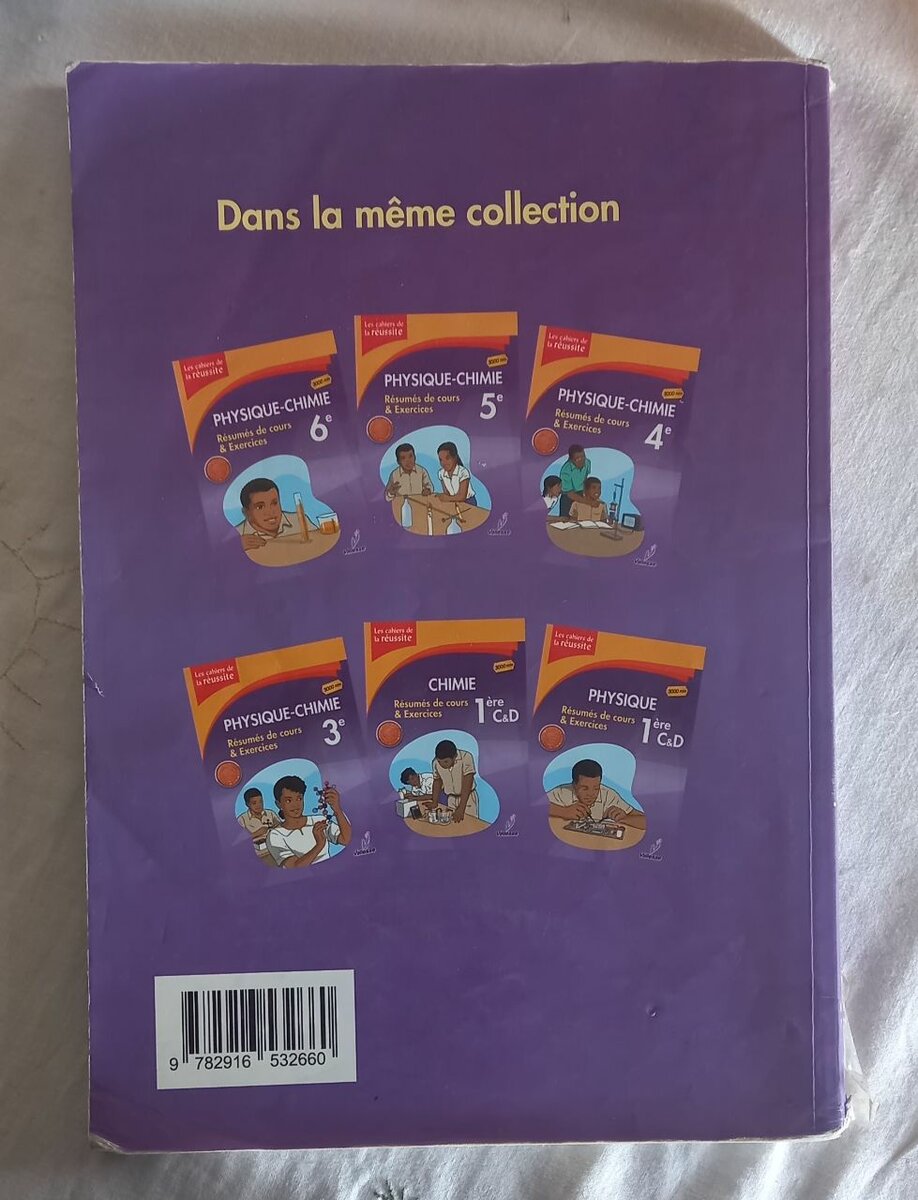 Dans la même collection
Les cahiers de
la réussite
3000 FCFA
PHYSIQUE-CHIMIE
Résumés de cours
& Exercices
6e
Les cahiers de
la réussite
PHYSIQUE-CHIMIE
Résumés de cours
& Exercices
5e
Les cahiers de
la réussite
PHYSIQUE-CHIMIE
Résumés de cours
& Exercices
4e
Les cahiers de
la réussite
PHYSIQUE-CHIMIE
Résumés de cours
& Exercices
3e
Les cahiers de
la réussite
CHIMIE
Résumés de cours
& Exercices
1ère
C&D
Les cahiers de
la réussite
PHYSIQUE
Résumés de cours
& Exercices
1ère
C&D
9 782916 532660